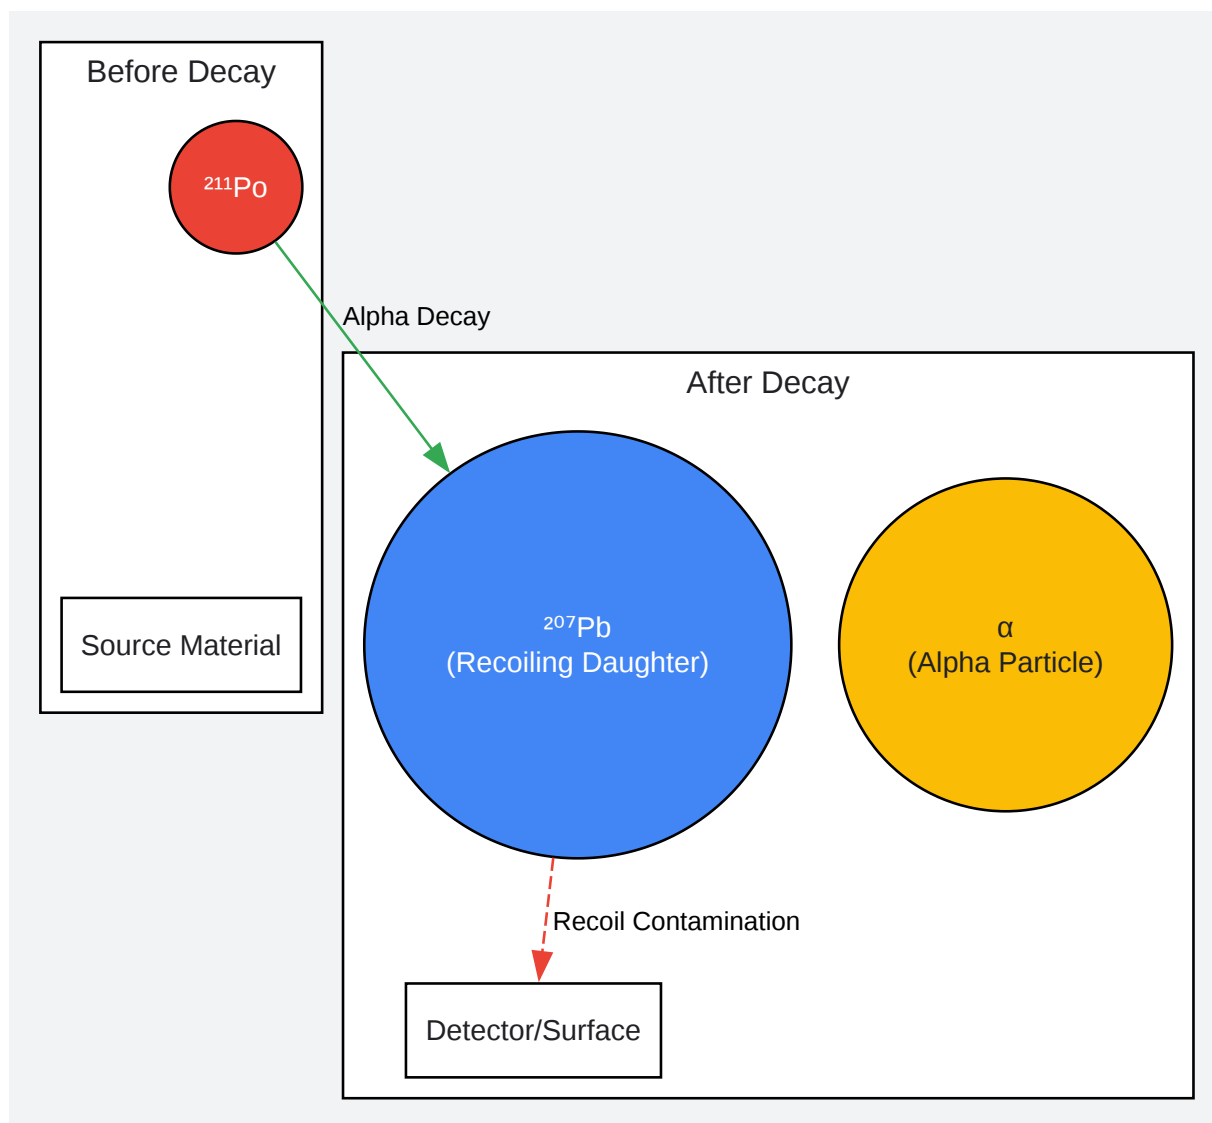 Before Decay
²¹¹Po
Alpha Decay
After Decay
²⁰⁷Pb
(Recoiling Daughter)
α
(Alpha Particle)
Source Material
Recoil Contamination
Detector/Surface